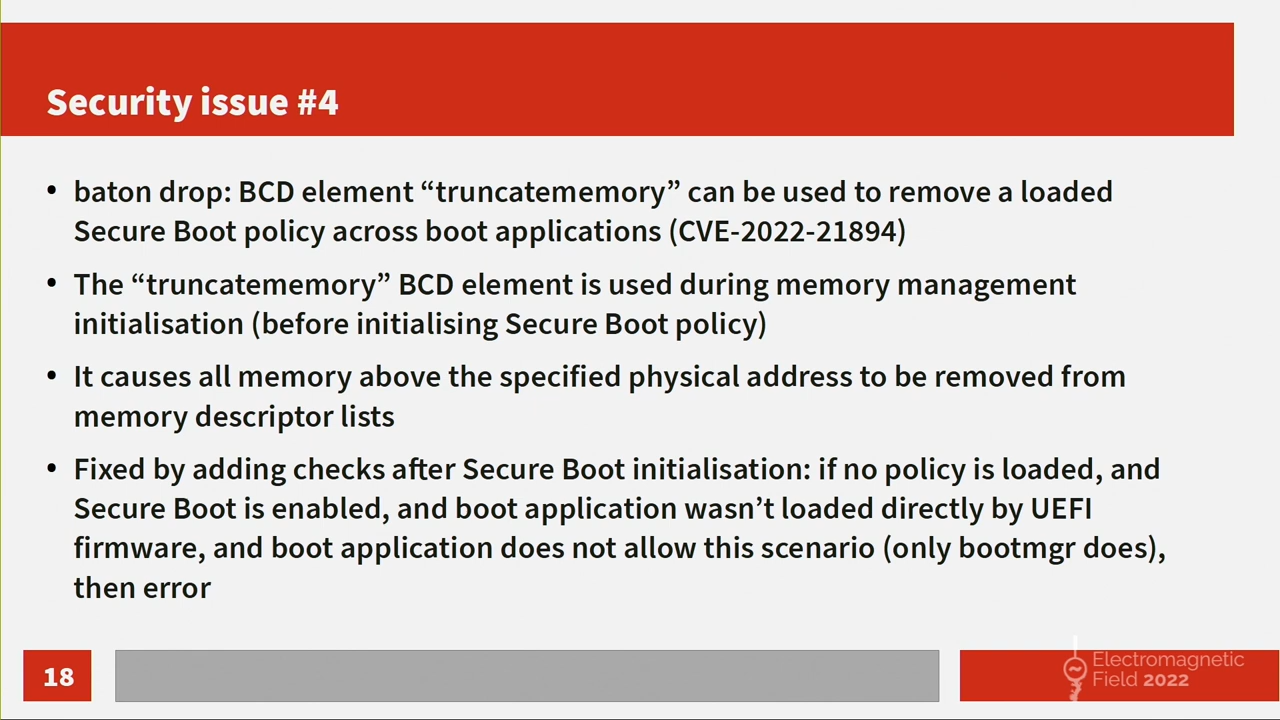 Security issue #4
• baton drop: BCD element “truncatememory” can be used to remove a loaded
Secure Boot policy across boot applications (CVE-2022-21894)
• The “truncatememory” BCD element is used during memory management
initialisation (before initialising Secure Boot policy)
• It causes all memory above the specified physical address to be removed from
memory descriptor lists
• Fixed by adding checks after Secure Boot initialisation: if no policy is loaded, and
Secure Boot is enabled, and boot application wasn’t loaded directly by UEFI
firmware, and boot application does not allow this scenario (only bootmgr does),
then error
18
Electromagnetic
Field 2022